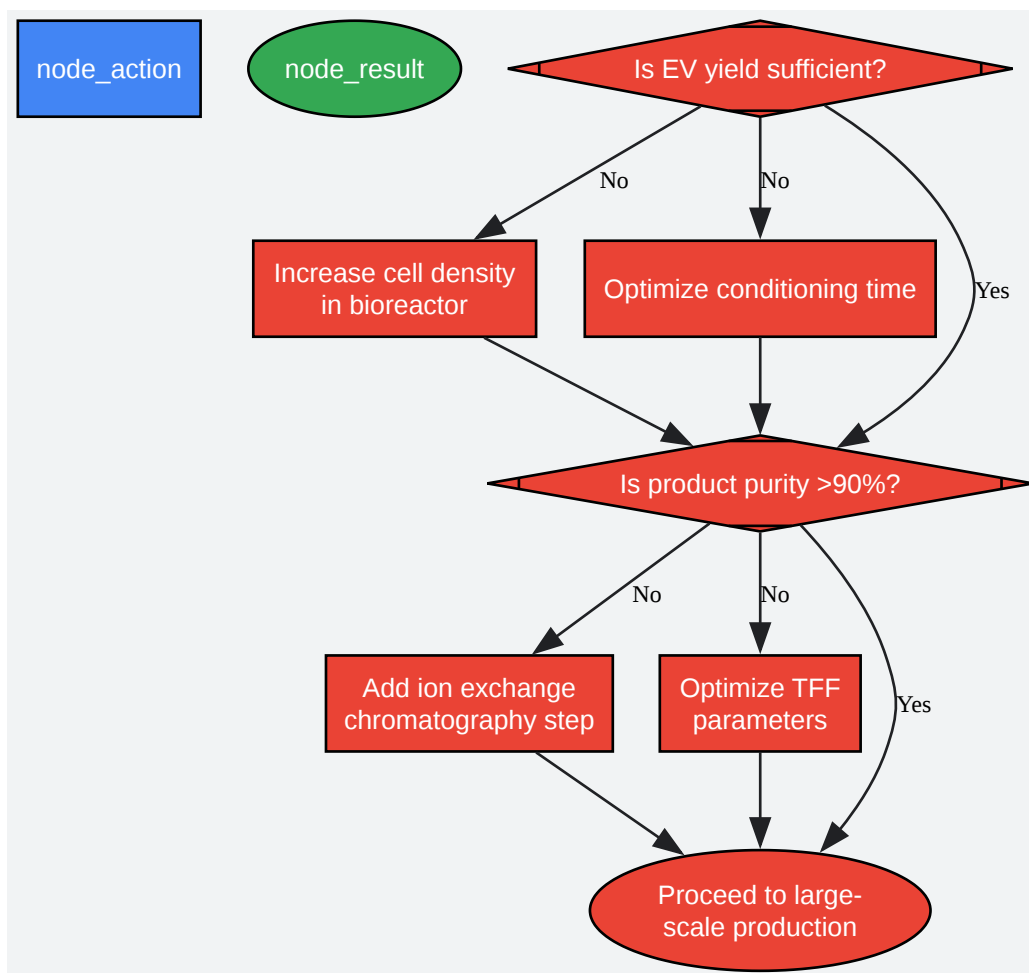 node_action
node_result
Is EV yield sufficient?
No
No
Increase cell density
in bioreactor
Optimize conditioning time
Yes
Is product purity >90%?
No
No
Add ion exchange
chromatography step
Optimize TFF
parameters
Yes
Proceed to large-
scale production